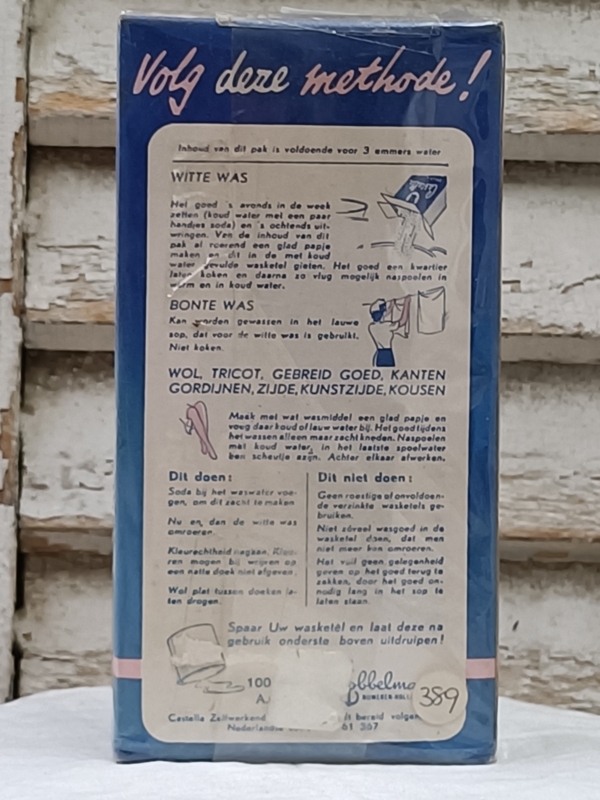 Volg deze methode!
Inhoud van dit pak is voldoende voor 3 emmers water
WITTE WAS
Het goed 's avonds in de week
zetten (koud water met een paar
handjes soda) en 's ochtends uit-
wringen. Van de inhoud van dit
pak al roerend een glad papje
maken en dit in de met koud
water gevulde wasketel gieten. Het goed een kwartier
laten koken en daarna zo vlug mogelijk naspoelen in
warm en in koud water.
Castella
BONTE WAS
Kan worden gewassen in het lauwe
sop, dat voor de witte was is gebruikt.
Niet koken.
WOL, TRICOT, GEBREID GOED, KANTEN
GORDIJNEN, ZIJDE, KUNSTZIJDE, KOUSEN
Maak met wat wasmiddel een glad papje en
voeg daar koud of lauw water bij. Het goed tijdens
het wassen alleen maar zacht kneden. Naspoelen
met koud water, in het laatste spoelwater
een scheutje azijn. Achter elkaar afwerken.
Dit doen:
Soda bij het waswater voe-
gen, om dit zacht te maken
Nu en dan de witte was
omroeren
Kleurechtheid nagaan. Kleu-
ren mogen bij wrijven op
een natte doek niet afgeven.
Wol plat tussen doeken la-
ten drogen.
Dit niet doen:
Geen roestige of onvoldoen-
de verzinkte wasketels ge-
bruiken.
Niet zóveel wasgoed in de
wasketel doen, dat men
niet meer kan omroeren.
Het vuil geen gelegenheid
geven op het goed terug te
zakken, door het goed on-
nodig lang in het sop te
laten staan.
Spaar Uw wasketel en laat deze na
gebruik onderste boven uitdruipen!
100
bbelma
NIJMEGEN-HOLL
389
Castella Zelfwerkend bereid volgen
Nederlands 61 367